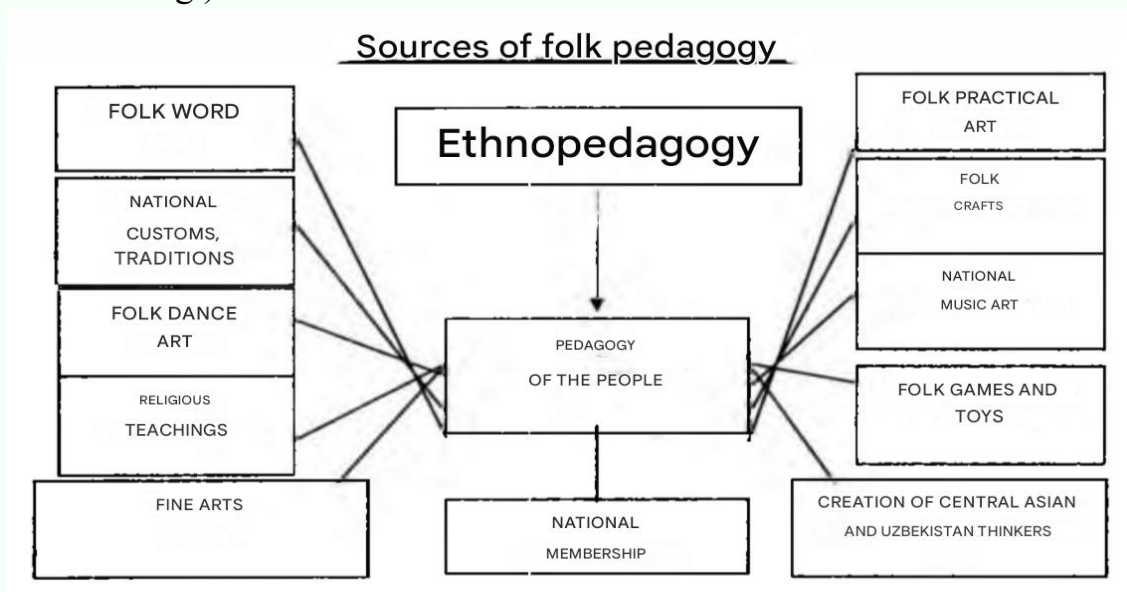 Sources of folk pedagogy
Ethnopedagogy
FOLK WORD
NATIONAL
CUSTOMS,
TRADITIONS
FOLK DANCE
ART
RELIGIOUS
TEACHINGS
FINE ARTS
PEDAGOGY
OF THE PEOPLE
NATIONAL
MEMBERSHIP
FOLK PRACTICAL
ART
FOLK
CRAFTS
NATIONAL
MUSIC ART
FOLK GAMES AND
TOYS
CREATION OF CENTRAL ASIAN
AND UZBEKISTAN THINKERS